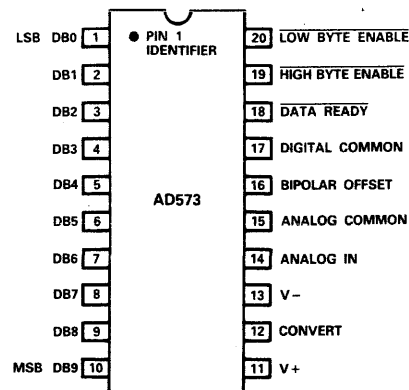 LSB DB0 1 ● PIN 1 20 LOW BYTE ENABLE
IDENTIFIER
DB1 2 19 HIGH BYTE ENABLE
DB2 3 18 DATA READY
DB3 4 17 DIGITAL COMMON
DB4 5 16 BIPOLAR OFFSET
AD573
DB5 6 15 ANALOG COMMON
DB6 7 14 ANALOG IN
DB7 8 13 V−
DB8 9 12 CONVERT
MSB DB9 10 11 V+